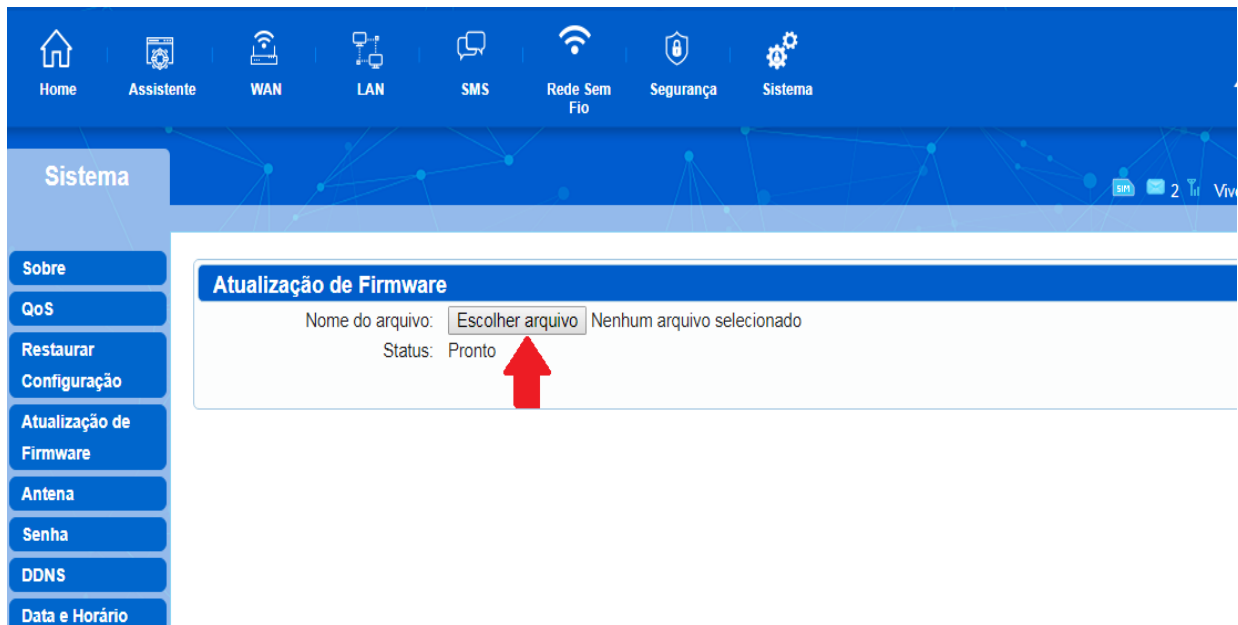 Home
Assistente
WAN
LAN
SMS
Rede Sem
Fio
Segurança
Sistema
Sistema
SIM
2
Sobre
QoS
Restaurar
Configuração
Atualização de
Firmware
Antena
Senha
DDNS
Data e Horário
Atualização de Firmware
Nome do arquivo: Escolher arquivo Nenhum arquivo selecionado
Status: Pronto